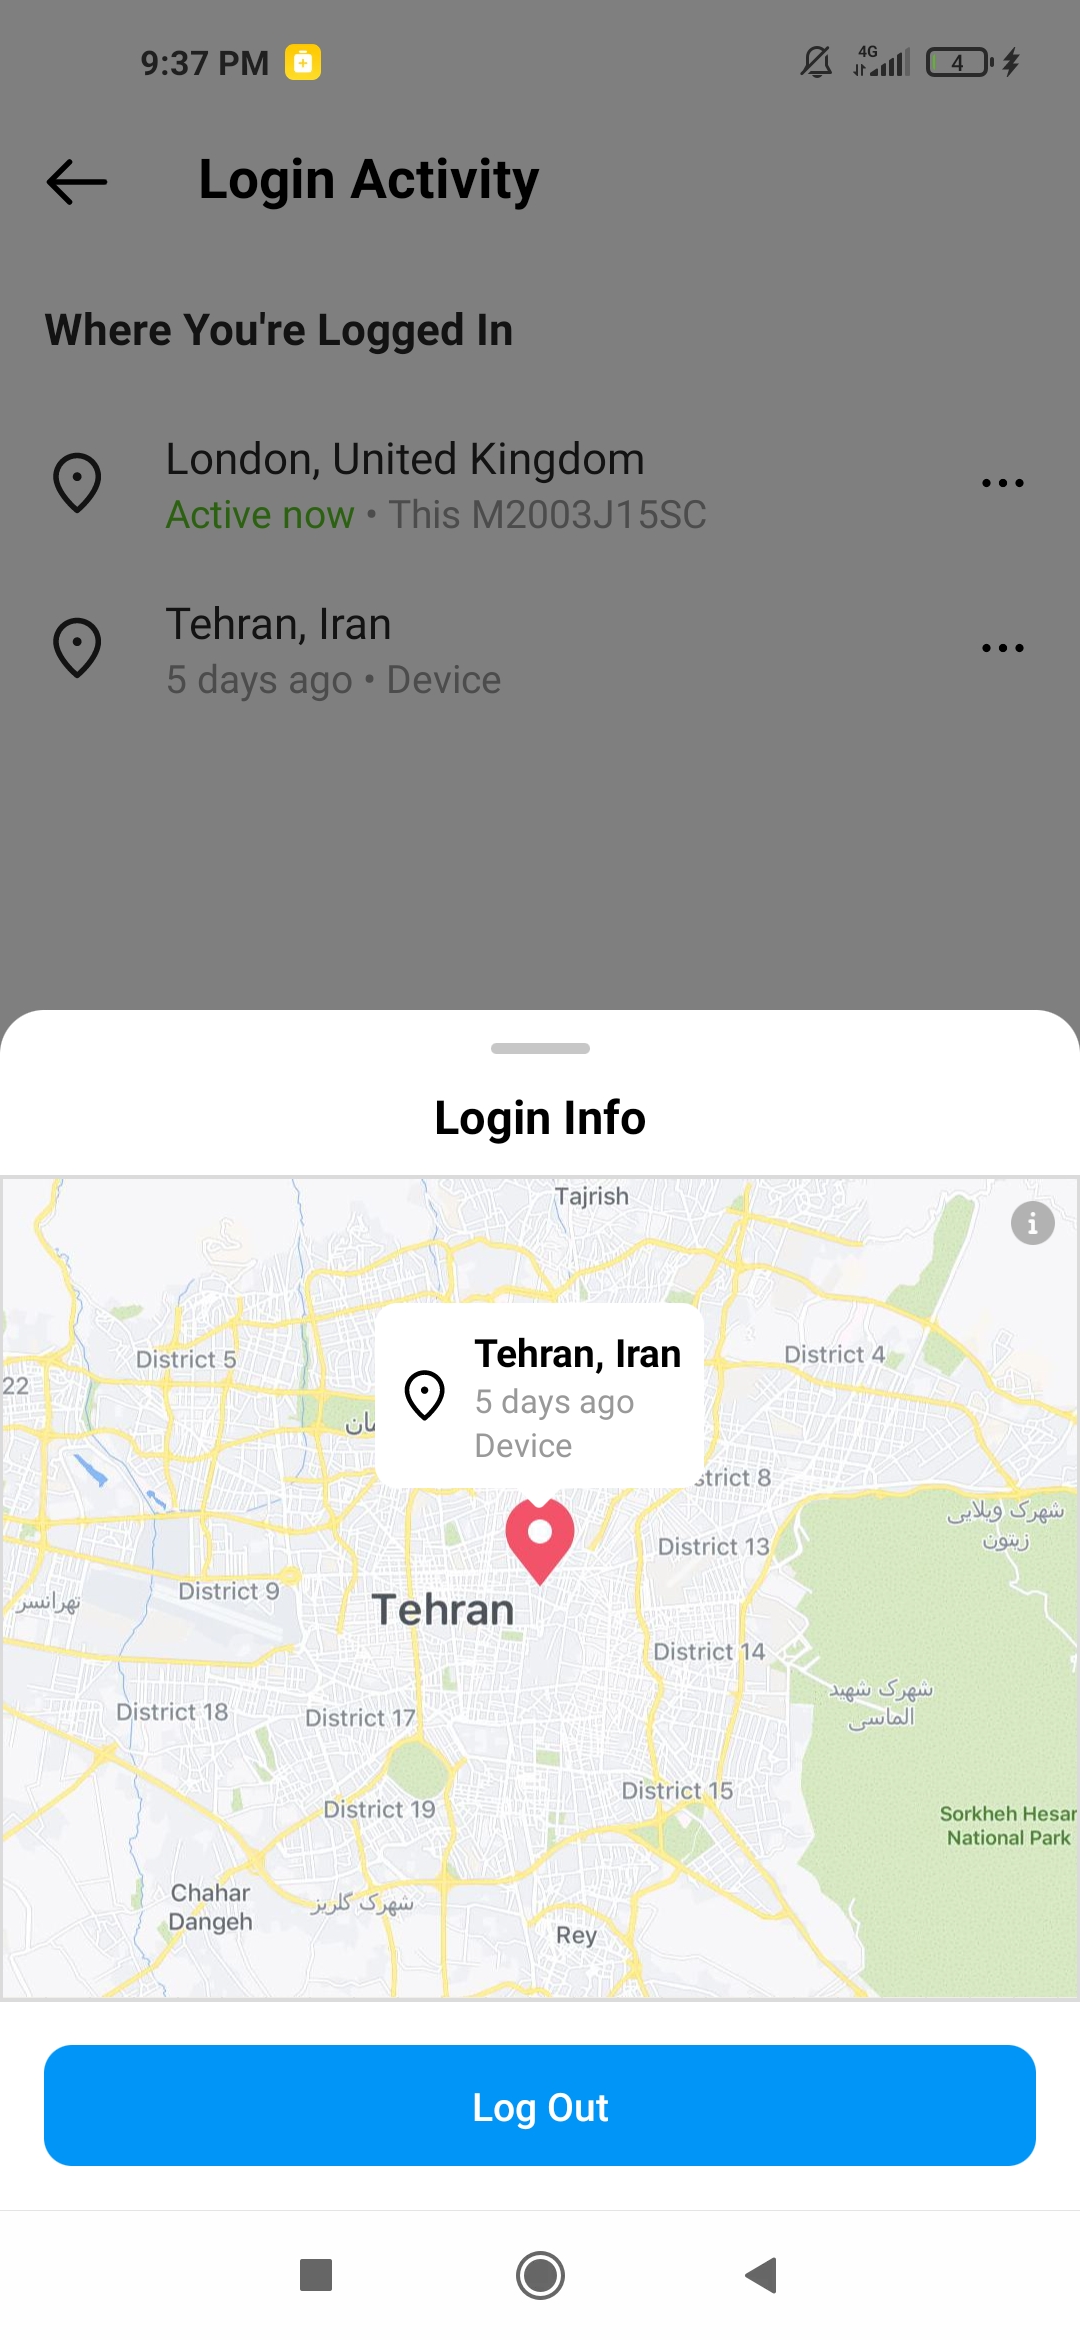 9:37 PM
4G
4
Login Activity
Where You're Logged In
London, United Kingdom
Active now • This M2003J15SC
Tehran, Iran
5 days ago • Device
Login Info
Tajrish
District 5
District 4
22
Tehran, Iran
5 days ago
Device
مان
strict 8
شهرک ویلایی
زیتون
District 13
District 9
تهرانسر
Tehran
District 14
شهرک شهید
الماسی
District 18
District 17
District 15
District 19
Sorkheh Hesar
National Park
Chahar
Dangeh
شهرک گلریز
Rey
Log Out